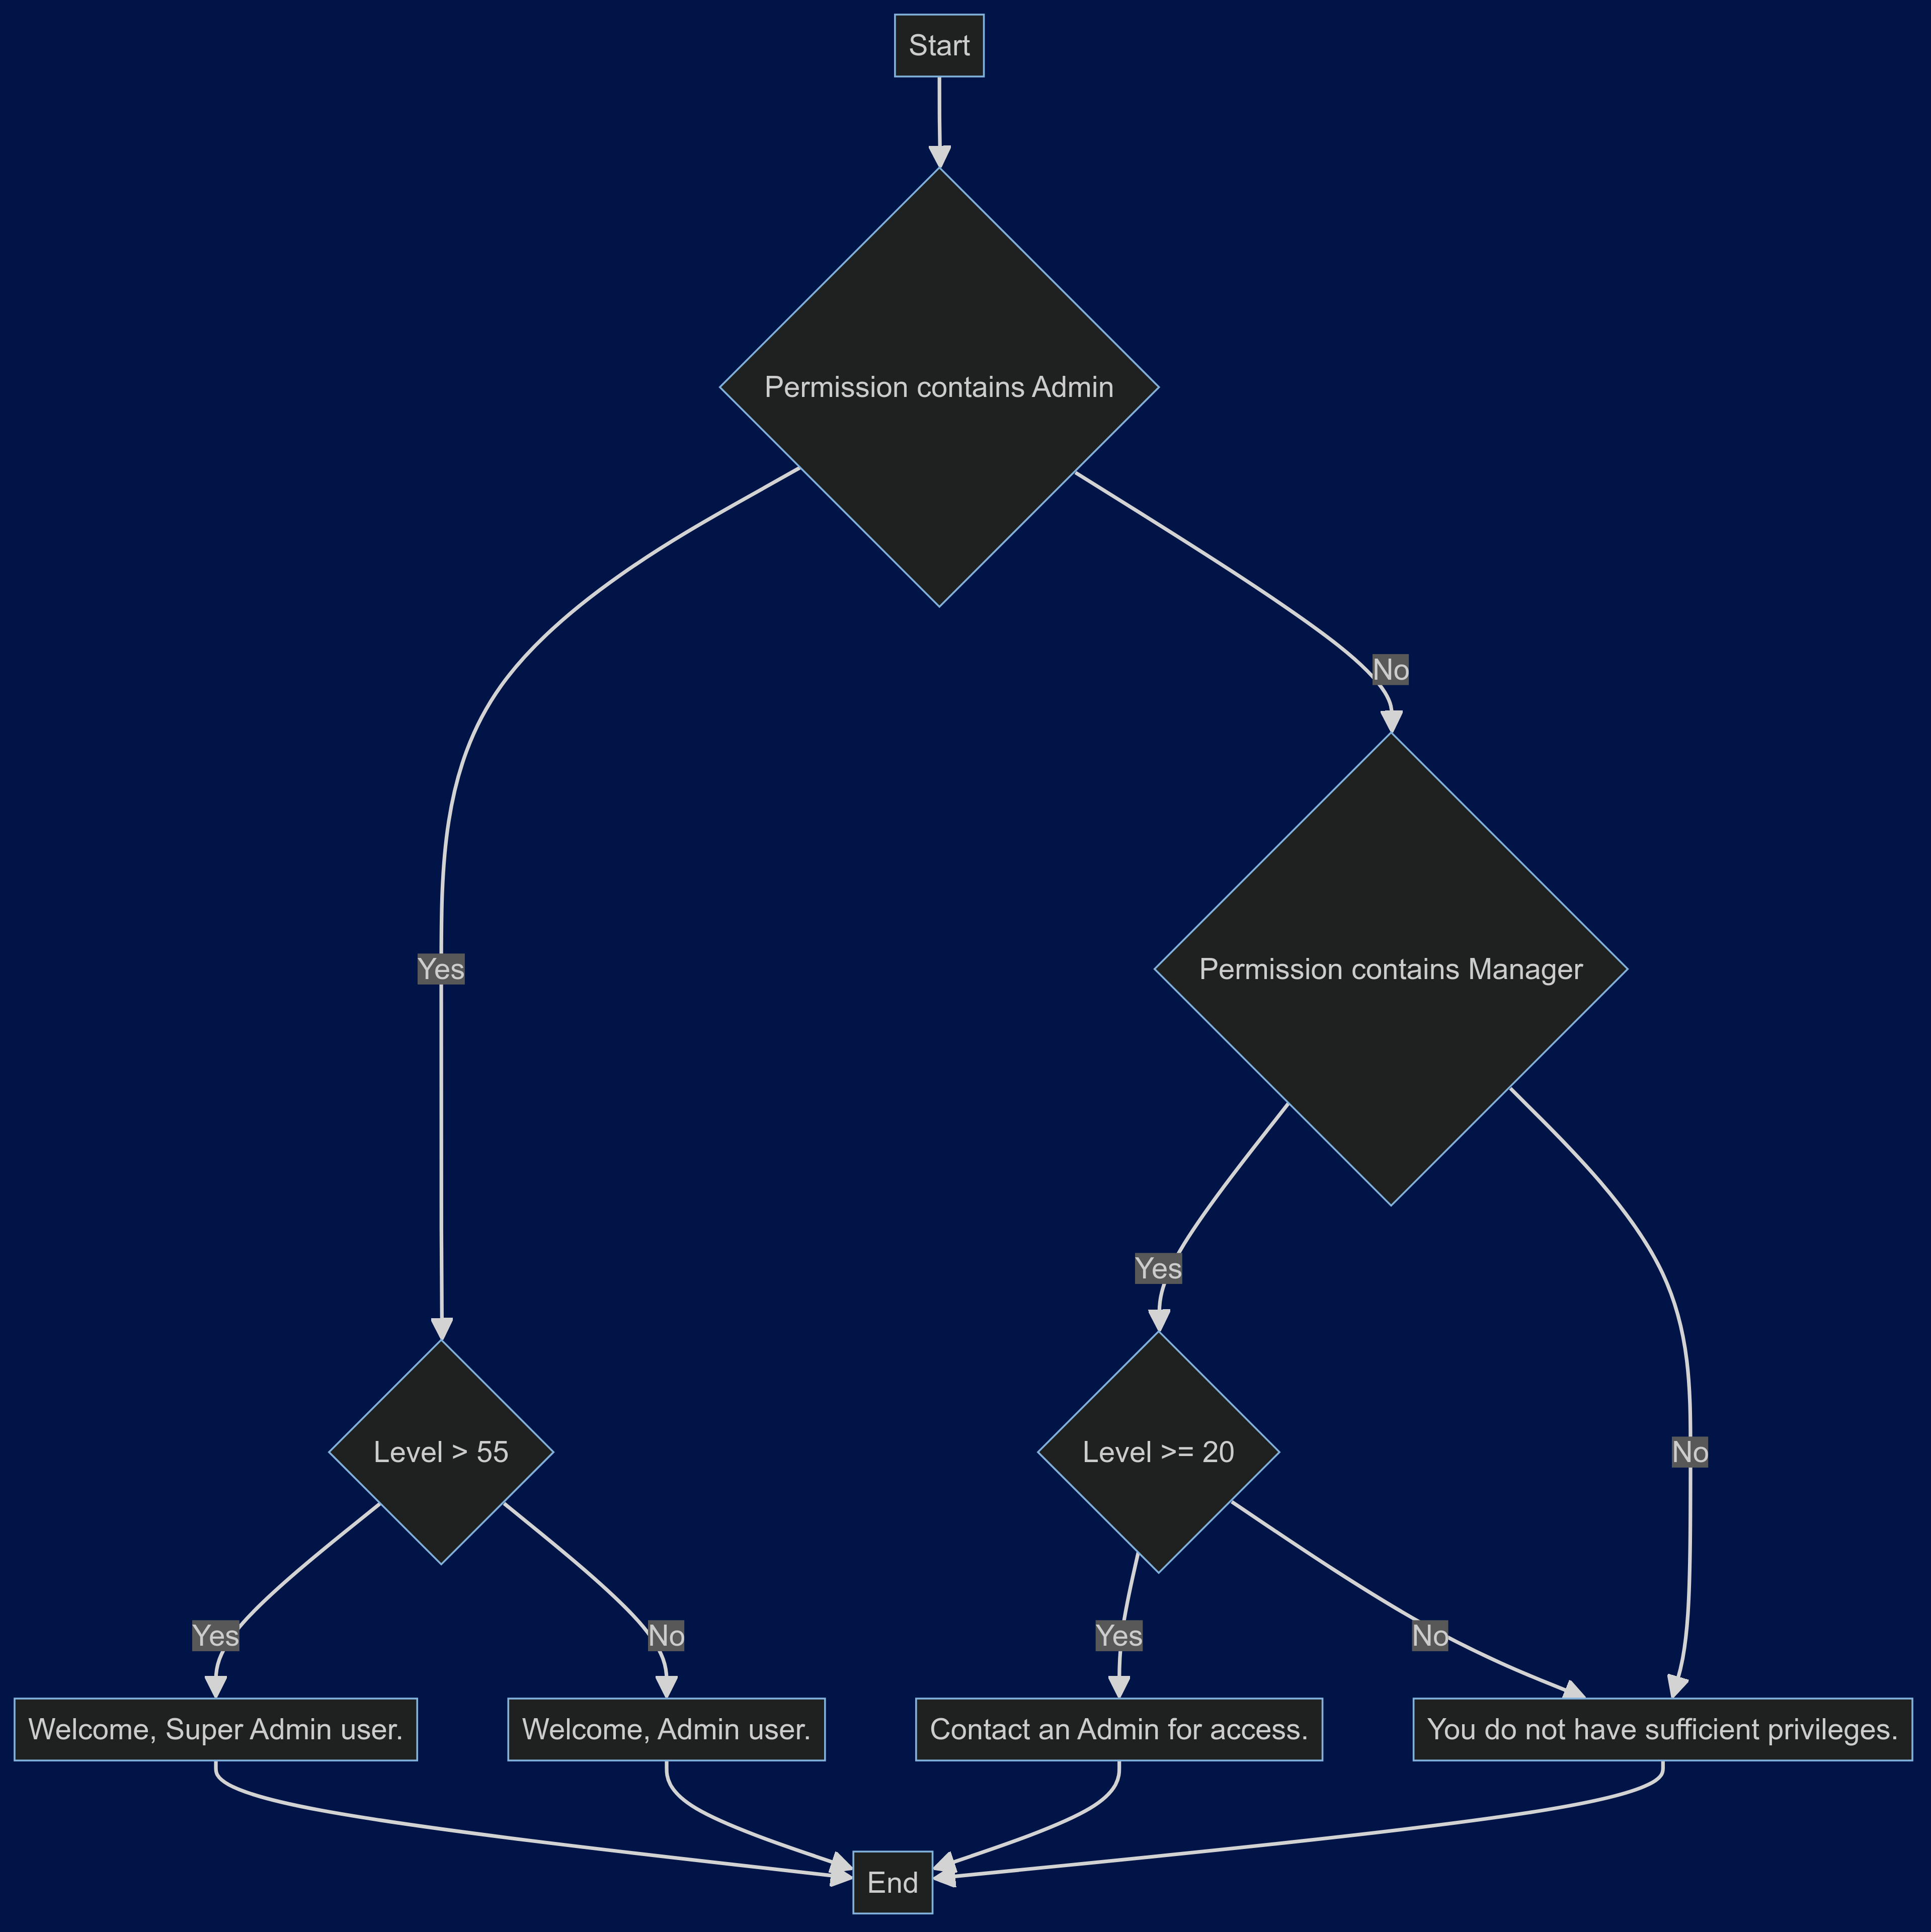 Start
Permission contains Admin
No
Permission contains Manager
Yes
Yes
Level > 55
Level >= 20
No
Yes
No
Yes
No
Welcome, Super Admin user.
Welcome, Admin user.
Contact an Admin for access.
You do not have sufficient privileges.
End